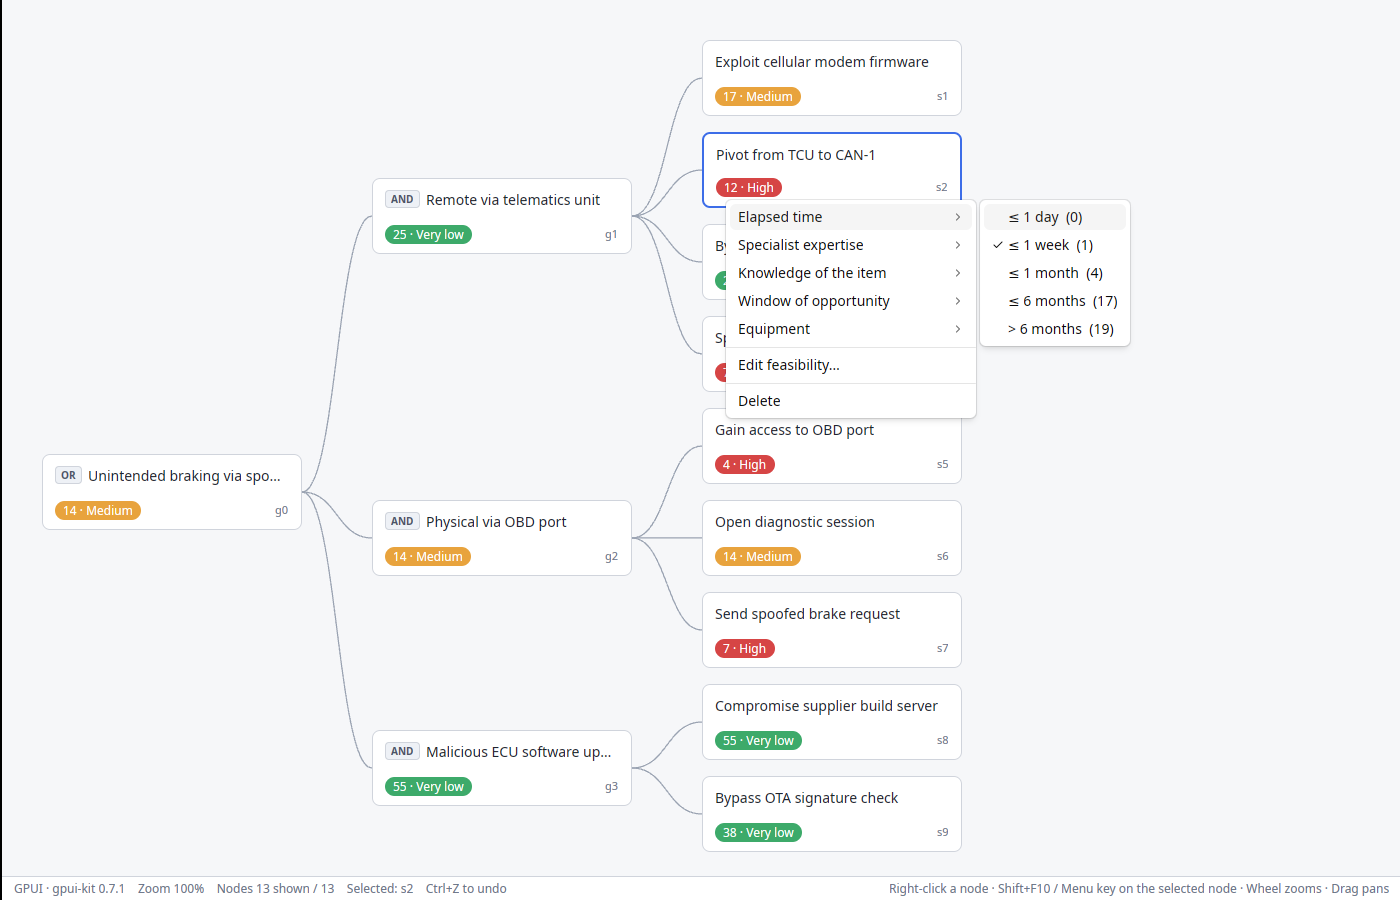 Exploit cellular modem firmware
17 · Medium
s1
Pivot from TCU to CAN-1
12 · High
s2
AND Remote via telematics unit
25 · Very low
g1
Elapsed time
Specialist expertise
Knowledge of the item
Window of opportunity
Equipment
Edit feasibility...
Delete
≤ 1 day (0)
≤ 1 week (1)
≤ 1 month (4)
≤ 6 months (17)
> 6 months (19)
Gain access to OBD port
4 · High
s5
OR Unintended braking via spo...
14 · Medium
g0
AND Physical via OBD port
14 · Medium
g2
Open diagnostic session
14 · Medium
s6
Send spoofed brake request
7 · High
s7
Compromise supplier build server
55 · Very low
s8
AND Malicious ECU software up...
55 · Very low
g3
Bypass OTA signature check
38 · Very low
s9
GPUI · gpui-kit 0.7.1 Zoom 100% Nodes 13 shown / 13 Selected: s2 Ctrl+Z to undo
Right-click a node · Shift+F10 / Menu key on the selected node · Wheel zooms · Drag pans